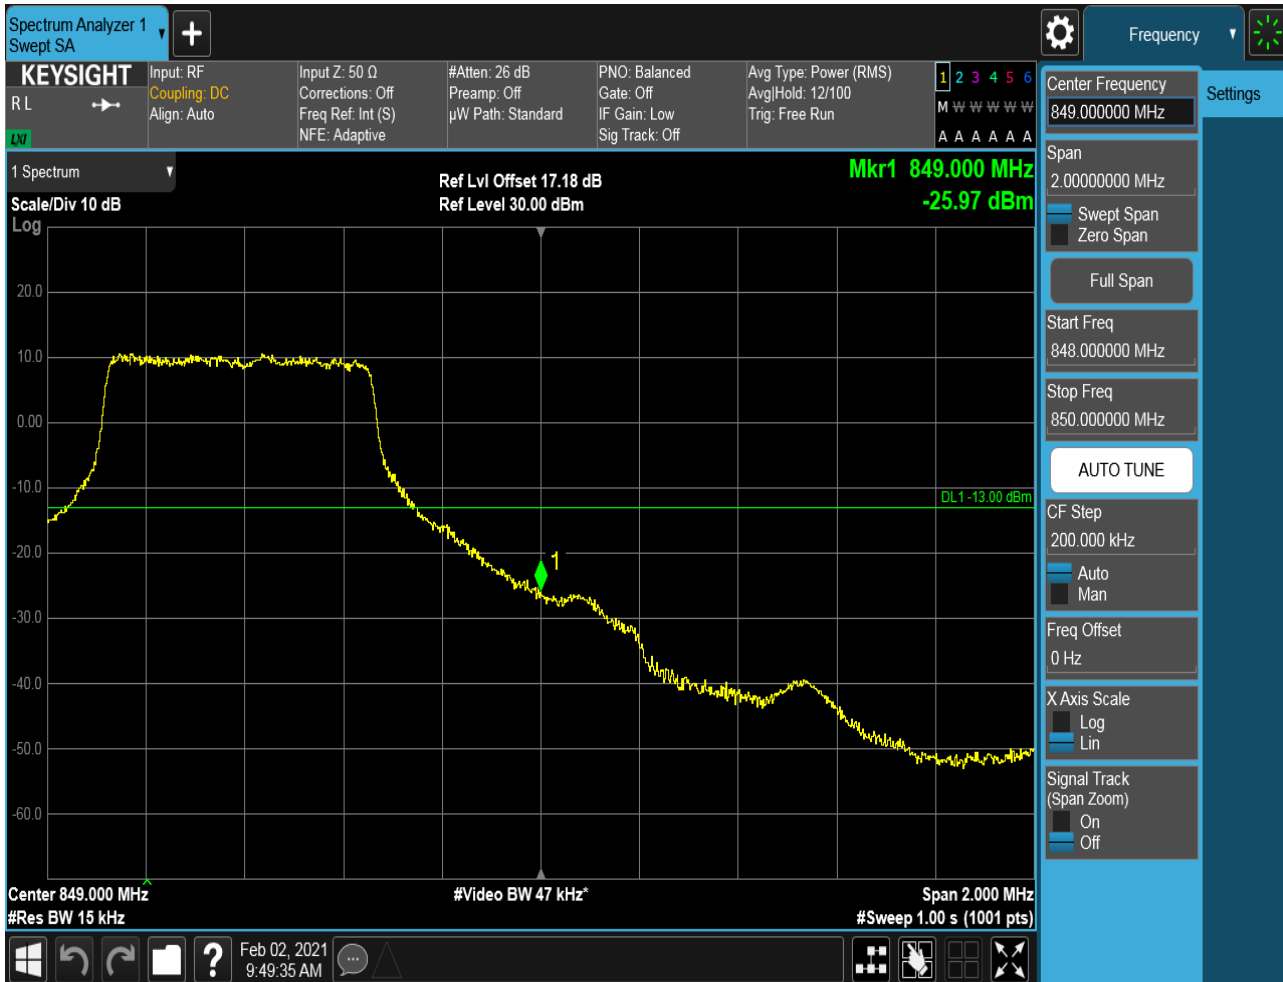 Spectrum Analyzer 1
Swept SA
+
Frequency
KEYSIGHT
R L
LXI
Input: RF
Coupling: DC
Align: Auto
Input Z: 50 Ω
Corrections: Off
Freq Ref: Int (S)
NFE: Adaptive
#Atten: 26 dB
Preamp: Off
µW Path: Standard
PNO: Balanced
Gate: Off
IF Gain: Low
Sig Track: Off
Avg Type: Power (RMS)
Avg|Hold: 12/100
Trig: Free Run
1 2 3 4 5 6
M W W W W W
A A A A A A
1 Spectrum
Scale/Div 10 dB
Log
Ref Lvl Offset 17.18 dB
Ref Level 30.00 dBm
Mkr1 849.000 MHz
-25.97 dBm
20.0
10.0
0.00
-10.0
DL1 -13.00 dBm
-20.0
1
-30.0
-40.0
-50.0
-60.0
Center 849.000 MHz
#Video BW 47 kHz*
Span 2.000 MHz
#Res BW 15 kHz
#Sweep 1.00 s (1001 pts)
?
Feb 02, 2021
9:49:35 AM
Center Frequency
849.000000 MHz
Settings
Span
2.00000000 MHz
Swept Span
Zero Span
Full Span
Start Freq
848.000000 MHz
Stop Freq
850.000000 MHz
AUTO TUNE
CF Step
200.000 kHz
Auto
Man
Freq Offset
0 Hz
X Axis Scale
Log
Lin
Signal Track
(Span Zoom)
On
Off